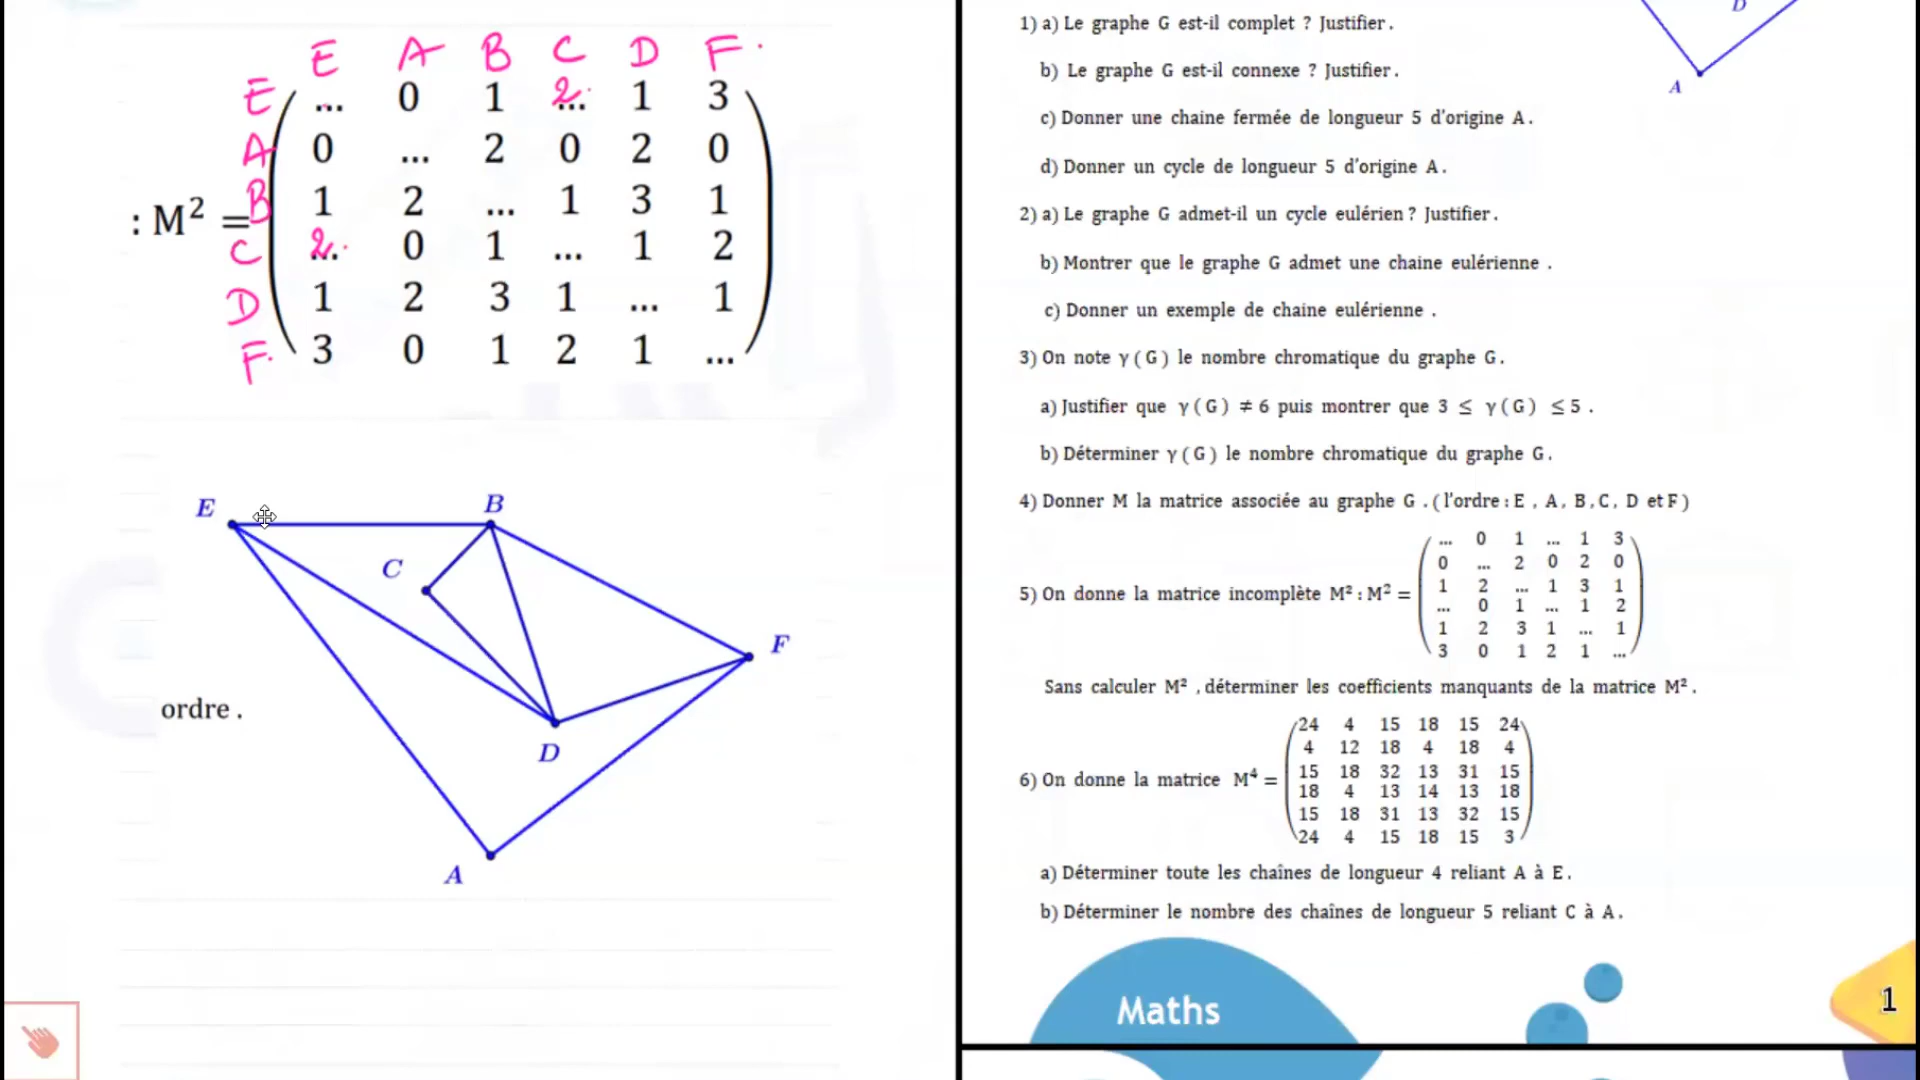 E A B C D F.
E ... 0 1 2. 1 3
A 0 ... 2 0 2 0
B 1 2 ... 1 3 1
: M² =
C 2. 0 1 ... 1 2
D 1 2 3 1 ... 1
F. 3 0 1 2 1 ...
E B
C
F
ordre .
D
A
D
A
1) a) Le graphe G est-il complet ? Justifier.
b) Le graphe G est-il connexe ? Justifier.
c) Donner une chaine fermée de longueur 5 d'origine A.
d) Donner un cycle de longueur 5 d'origine A.
2) a) Le graphe G admet-il un cycle eulérien ? Justifier.
b) Montrer que le graphe G admet une chaine eulérienne .
c) Donner un exemple de chaine eulérienne .
3) On note γ ( G ) le nombre chromatique du graphe G.
a) Justifier que γ ( G ) ≠ 6 puis montrer que 3 ≤ γ ( G ) ≤ 5 .
b) Déterminer γ ( G ) le nombre chromatique du graphe G.
4) Donner M la matrice associée au graphe G . ( l'ordre : E , A , B , C , D et F )
... 0 1 ... 1 3
0 ... 2 0 2 0
1 2 ... 1 3 1
5) On donne la matrice incomplète M² : M² =
... 0 1 ... 1 2
1 2 3 1 ... 1
3 0 1 2 1 ...
Sans calculer M² , déterminer les coefficients manquants de la matrice M² .
24 4 15 18 15 24
4 12 18 4 18 4
15 18 32 13 31 15
6) On donne la matrice M⁴ =
18 4 13 14 13 18
15 18 31 13 32 15
24 4 15 18 15 3
a) Déterminer toute les chaînes de longueur 4 reliant A à E .
b) Déterminer le nombre des chaînes de longueur 5 reliant C à A .
Maths
1